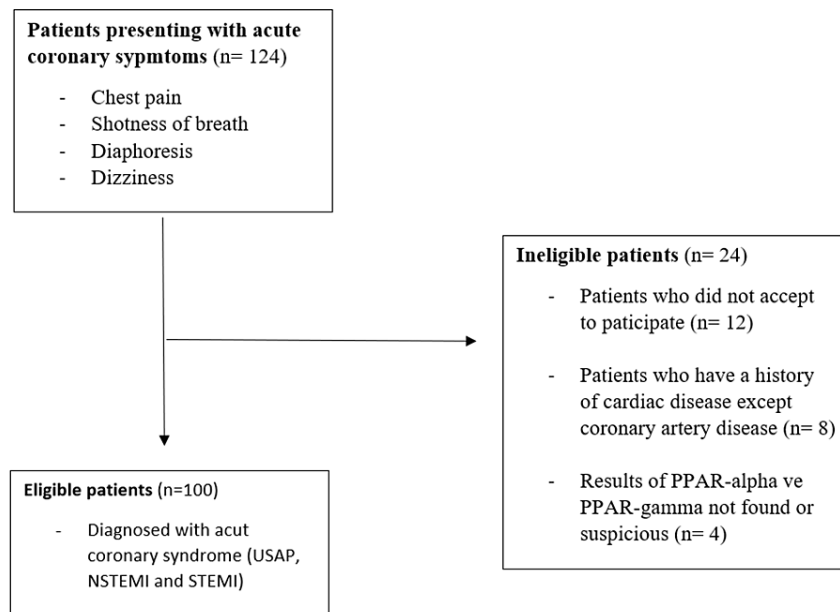 Patients presenting with acute
coronary sypmtoms (n= 124)
- Chest pain
- Shotness of breath
- Diaphoresis
- Dizziness
Ineligible patients (n= 24)
- Patients who did not accept
to paticipate (n= 12)
- Patients who have a history
of cardiac disease except
coronary artery disease (n= 8)
- Results of PPAR-alpha ve
PPAR-gamma not found or
suspicious (n= 4)
Eligible patients (n=100)
- Diagnosed with acut
coronary syndrome (USAP,
NSTEMI and STEMI)